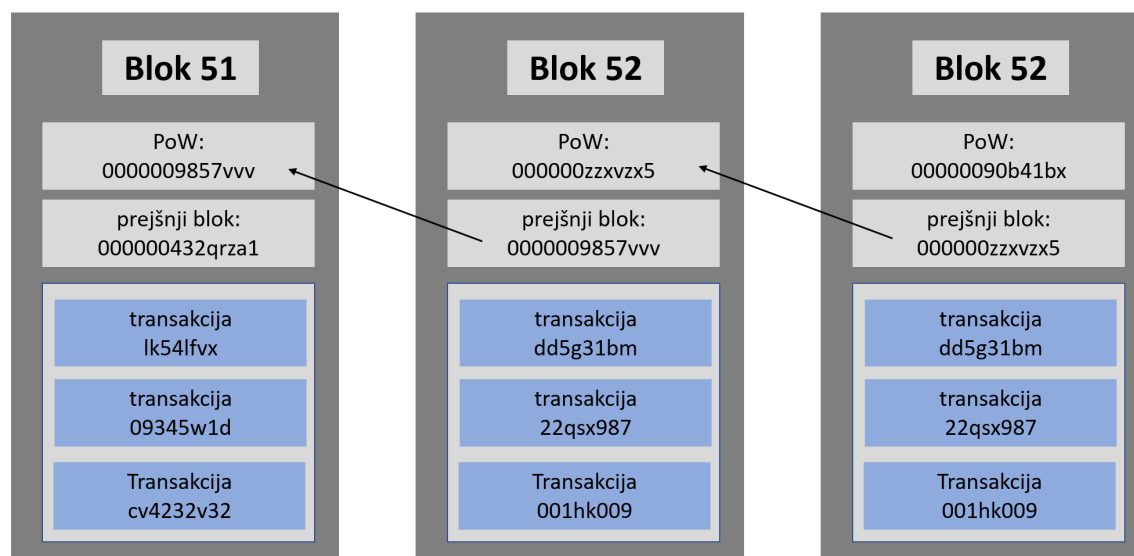 Blok 51
PoW:
0000009857vvv
prejšnji blok:
000000432qrza1
transakcija
lk54lfvx
transakcija
09345w1d
Transakcija
cv4232v32
Blok 52
PoW:
000000zzxvzx5
prejšnji blok:
0000009857vvv
transakcija
dd5g31bm
transakcija
22qsx987
Transakcija
001hk009
Blok 52
PoW:
00000090b41bx
prejšnji blok:
000000zzxvzx5
transakcija
dd5g31bm
transakcija
22qsx987
Transakcija
001hk009